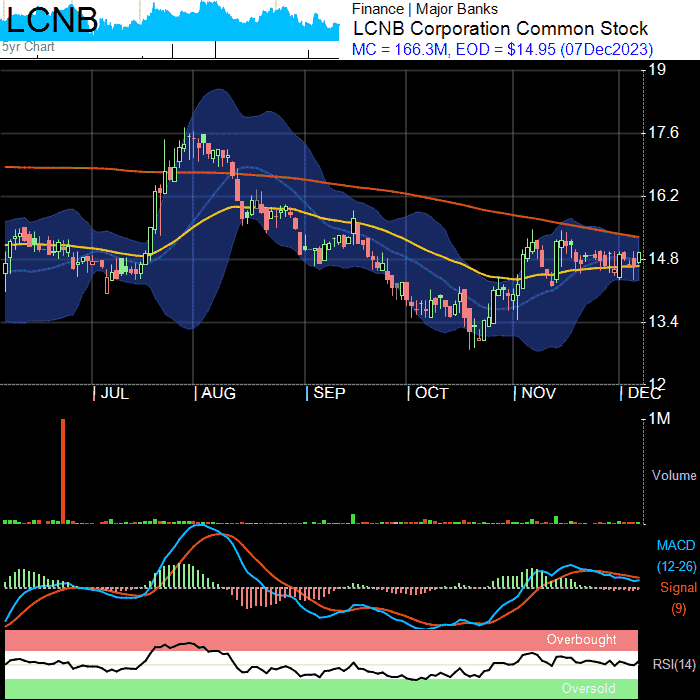 LCNB
5yr Chart
Finance | Major Banks
LCNB Corporation Common Stock
MC = 166.3M, EOD = $14.95 (07Dec2023)
19
17.6
16.2
14.8
13.4
12
| JUL | AUG | SEP | OCT | NOV | DEC
1M
Volume
MACD
(12-26)
Signal
(9)
Overbought
RSI(14)
Oversold